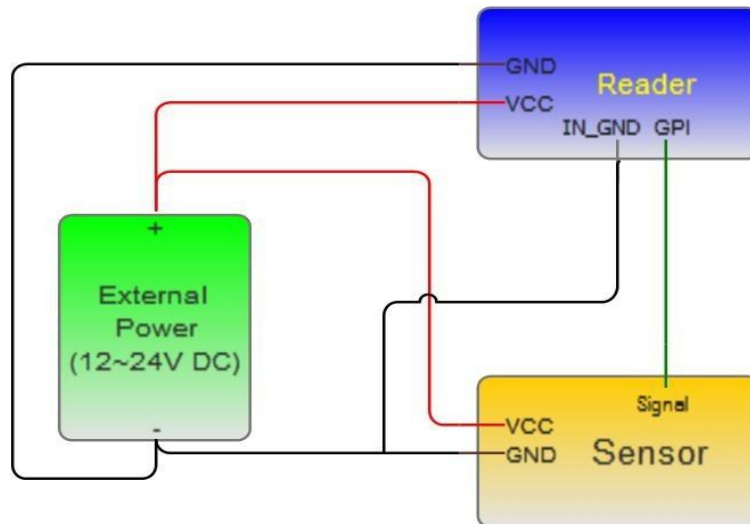 GND
Reader
VCC
IN_GND GPI
+
External
Power
(12~24V DC)
-
Signal
VCC
GND
Sensor